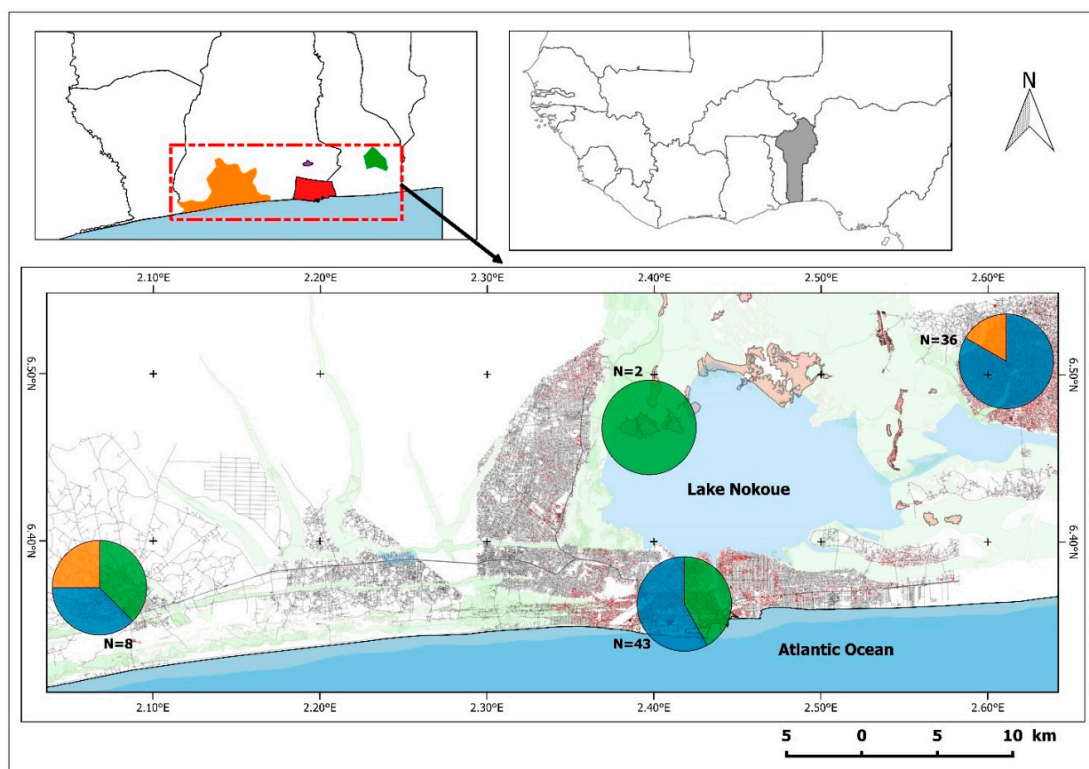 N
2.10°E 2.20°E 2.30°E 2.40°E 2.50°E 2.60°E
N=36
6.50°N 6.50°N
N=2
Lake Nokoue
6.40°N 6.40°N
N=8
N=43
Atlantic Ocean
2.10°E 2.20°E 2.30°E 2.40°E 2.50°E 2.60°E
5 0 5 10 km